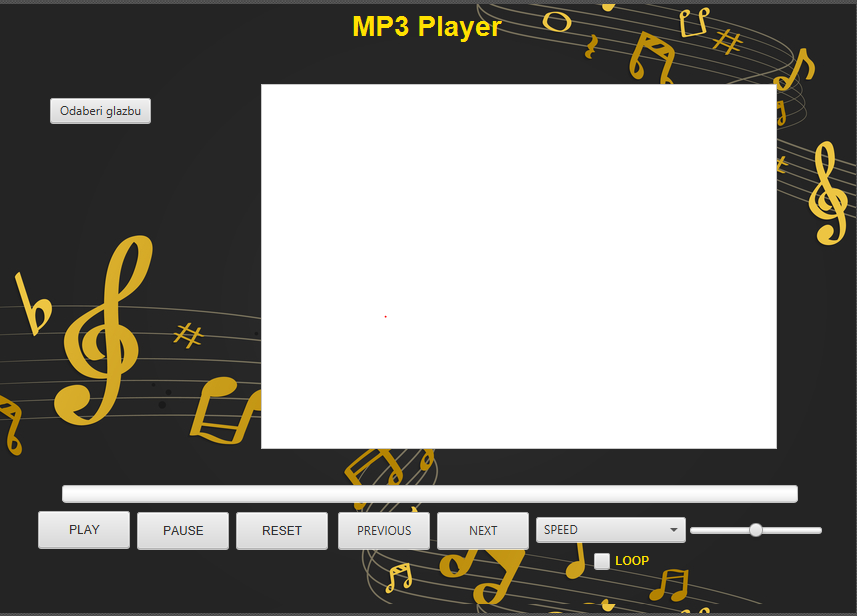 MP3 Player
Odaberi glazbu
PLAY
PAUSE
RESET
PREVIOUS
NEXT
SPEED
LOOP